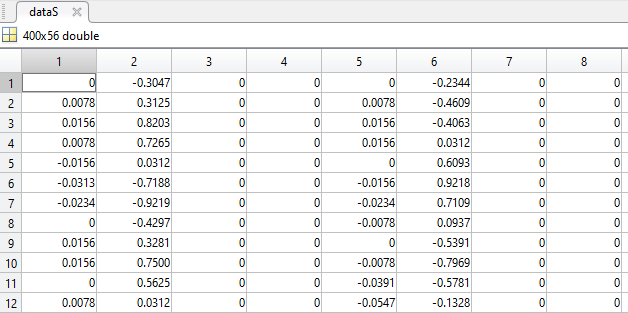 dataS
400x56 double
1 2 3 4 5 6 7 8
1 0 -0.3047 0 0 0 -0.2344 0 0
2 0.0078 0.3125 0 0 0.0078 -0.4609 0 0
3 0.0156 0.8203 0 0 0.0156 -0.4063 0 0
4 0.0078 0.7265 0 0 0.0156 0.0312 0 0
5 -0.0156 0.0312 0 0 0 0.6093 0 0
6 -0.0313 -0.7188 0 0 -0.0156 0.9218 0 0
7 -0.0234 -0.9219 0 0 -0.0234 0.7109 0 0
8 0 -0.4297 0 0 -0.0078 0.0937 0 0
9 0.0156 0.3281 0 0 0 -0.5391 0 0
10 0.0156 0.7500 0 0 -0.0078 -0.7969 0 0
11 0 0.5625 0 0 -0.0391 -0.5781 0 0
12 0.0078 0.0312 0 0 -0.0547 -0.1328 0 0